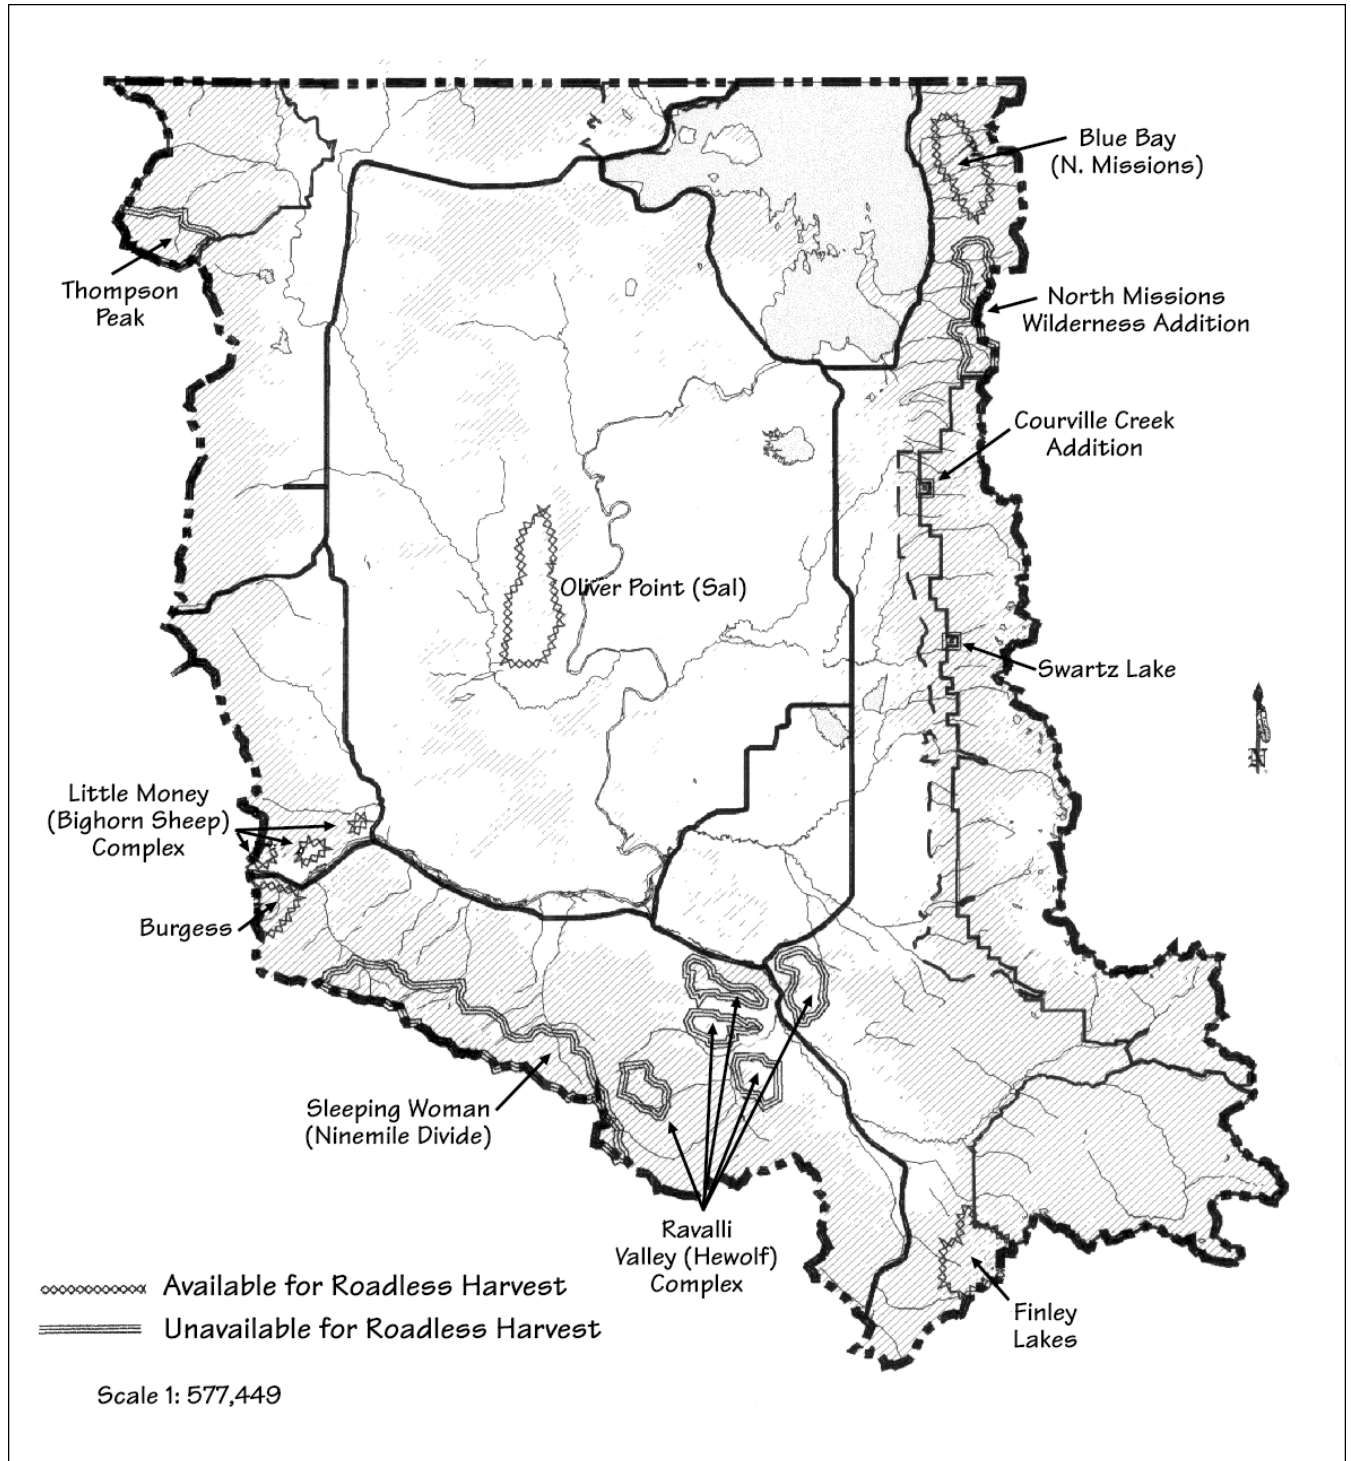 Blue Bay
(N. Missions)
Thompson
Peak
North Missions
Wilderness Addition
Courville Creek
Addition
Oliver Point (Sal)
Swartz Lake
Little Money
(Bighorn Sheep)
Complex
Burgess
Sleeping Woman
(Ninemile Divide)
Ravalli
Valley (Hewolf)
Complex
Finley
Lakes
Available for Roadless Harvest
Unavailable for Roadless Harvest
Scale 1: 577,449
N